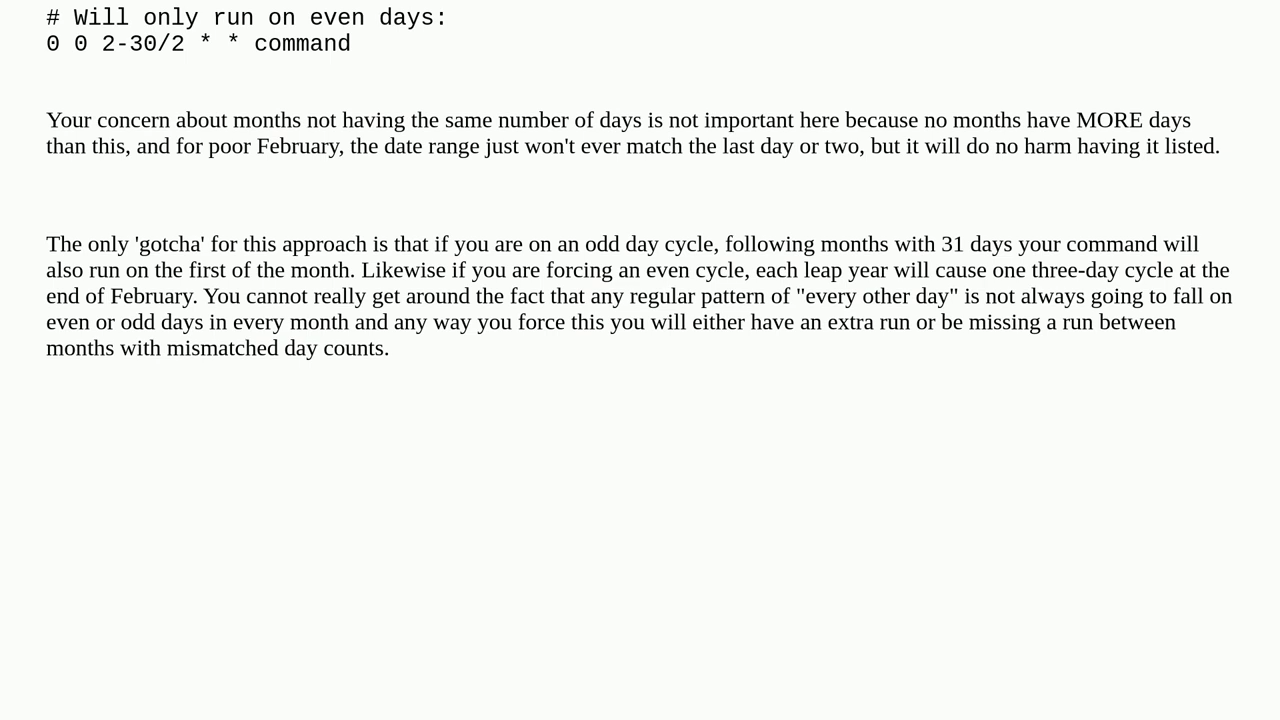 # Will only run on even days:
0 0 2-30/2 * * command
Your concern about months not having the same number of days is not important here because no months have MORE days
than this, and for poor February, the date range just won't ever match the last day or two, but it will do no harm having it listed.
The only 'gotcha' for this approach is that if you are on an odd day cycle, following months with 31 days your command will
also run on the first of the month. Likewise if you are forcing an even cycle, each leap year will cause one three-day cycle at the
end of February. You cannot really get around the fact that any regular pattern of "every other day" is not always going to fall on
even or odd days in every month and any way you force this you will either have an extra run or be missing a run between
months with mismatched day counts.